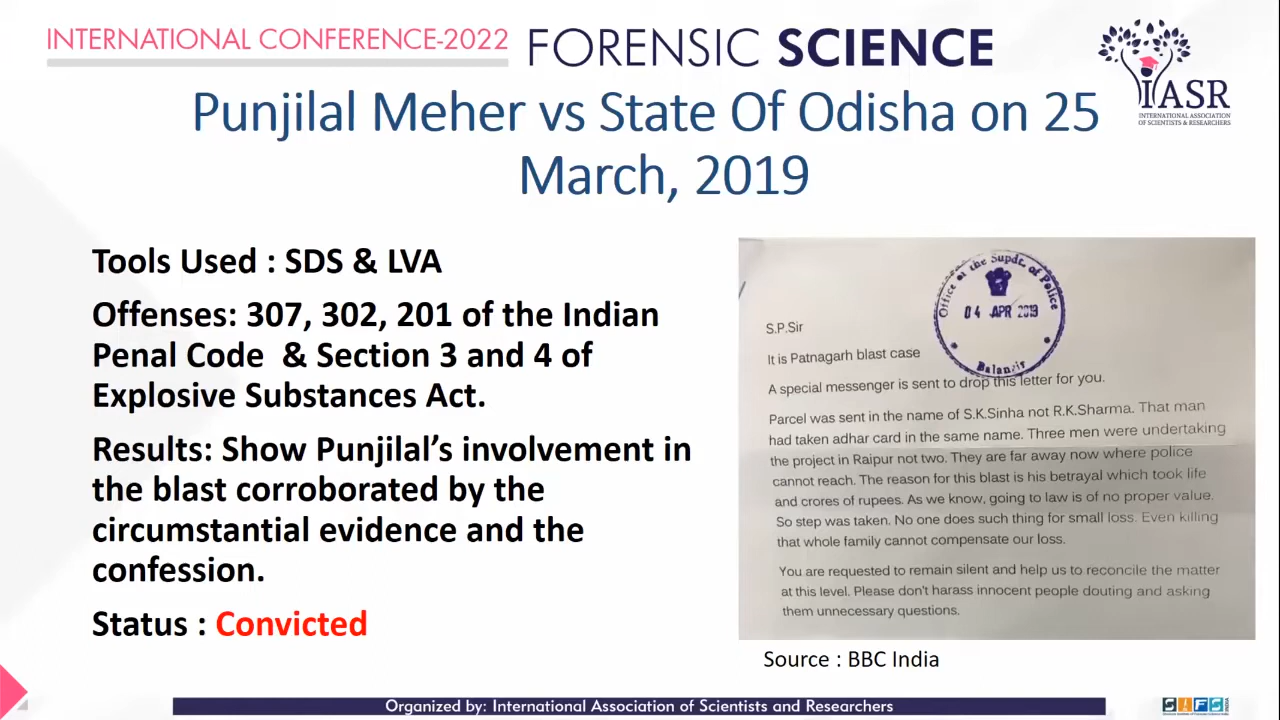 INTERNATIONAL CONFERENCE-2022 FORENSIC SCIENCE
IASR
INTERNATIONAL ASSOCIATION
OF SCIENTISTS & RESEARCHERS
Punjilal Meher vs State Of Odisha on 25
March, 2019
Tools Used : SDS & LVA
Offenses: 307, 302, 201 of the Indian
Penal Code & Section 3 and 4 of
Explosive Substances Act.
Results: Show Punjilal’s involvement in
the blast corroborated by the
circumstantial evidence and the
confession.
Status : Convicted
Office of the Supdt. of Police
04 APR 2019
Balangir
S.P.Sir
It is Patnagarh blast case
A special messenger is sent to drop this letter for you.
Parcel was sent in the name of S.K.Sinha not R.K.Sharma. That man
had taken adhar card in the same name. Three men were undertaking
the project in Raipur not two. They are far away now where police
cannot reach. The reason for this blast is his betrayal which took life
and crores of rupees. As we know, going to law is of no proper value.
So step was taken. No one does such thing for small loss. Even killing
that whole family cannot compensate our loss.
You are requested to remain silent and help us to reconcile the matter
at this level. Please don't harass innocent people douting and asking
them unnecessary questions.
Source : BBC India
Organized by: International Association of Scientists and Researchers
SIFS
INDIA